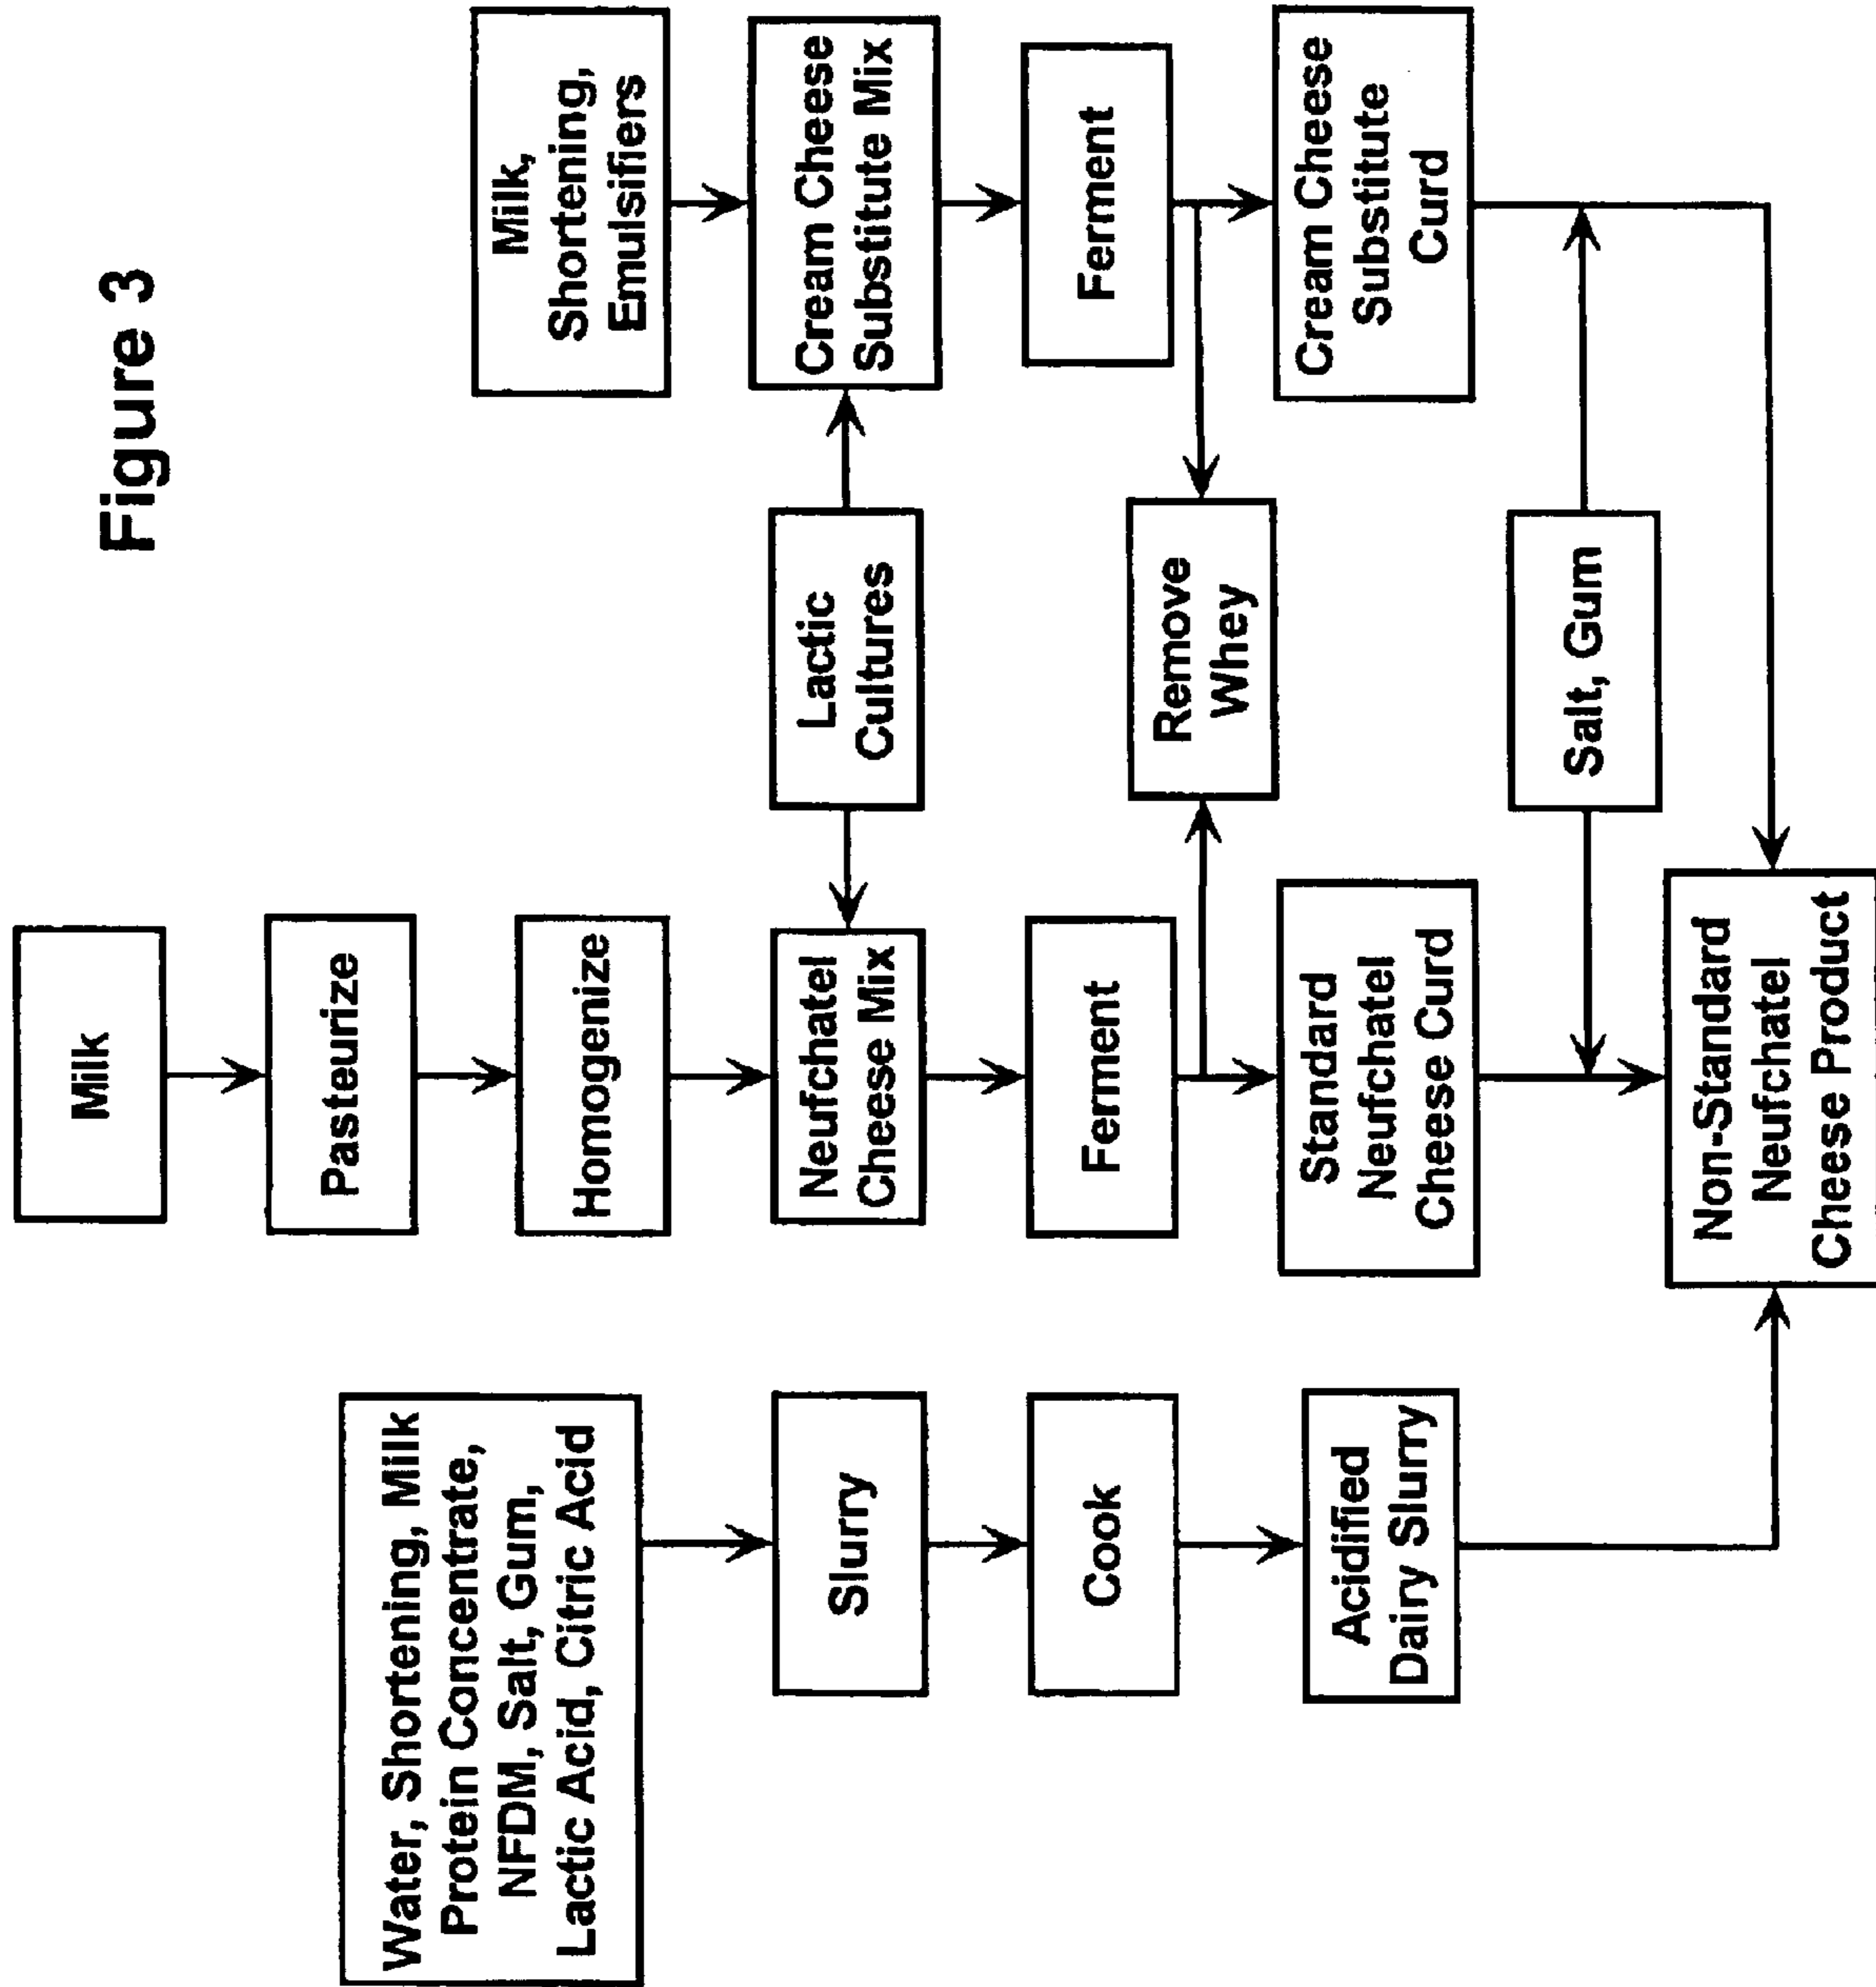 Figure 3
Milk
Pasteurize
Homogenize
Neufchatel
Cheese Mix
Ferment
Standard
Neufchatel
Cheese Curd
Non-Standard
Neufchatel
Cheese Product
Water, Shortening, Milk
Protein Concentrate,
NFDM, Salt, Gum,
Lactic Acid, Citric Acid
Slurry
Cook
Acidified
Dairy Slurry
Lactic
Cultures
Remove
Whey
Salt, Gum
Milk,
Shortening,
Emulsifiers
Cream Cheese
Substitute Mix
Ferment
Cream Cheese
Substitute
Curd